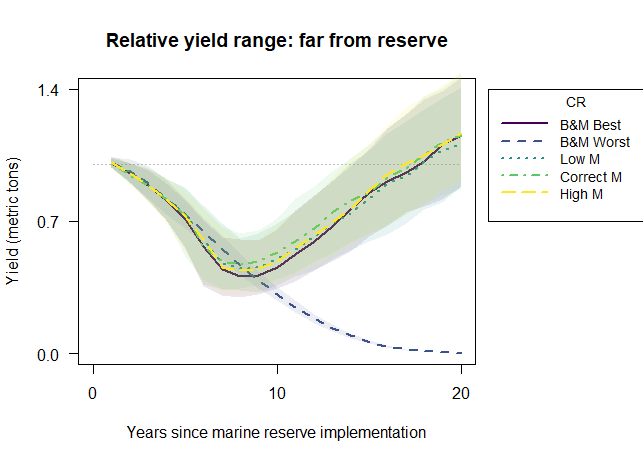 Relative yield range: far from reserve
Yield (metric tons)
1.4
0.7
0.0
0
10
20
Years since marine reserve implementation
CR
B&M Best
B&M Worst
Low M
Correct M
High M